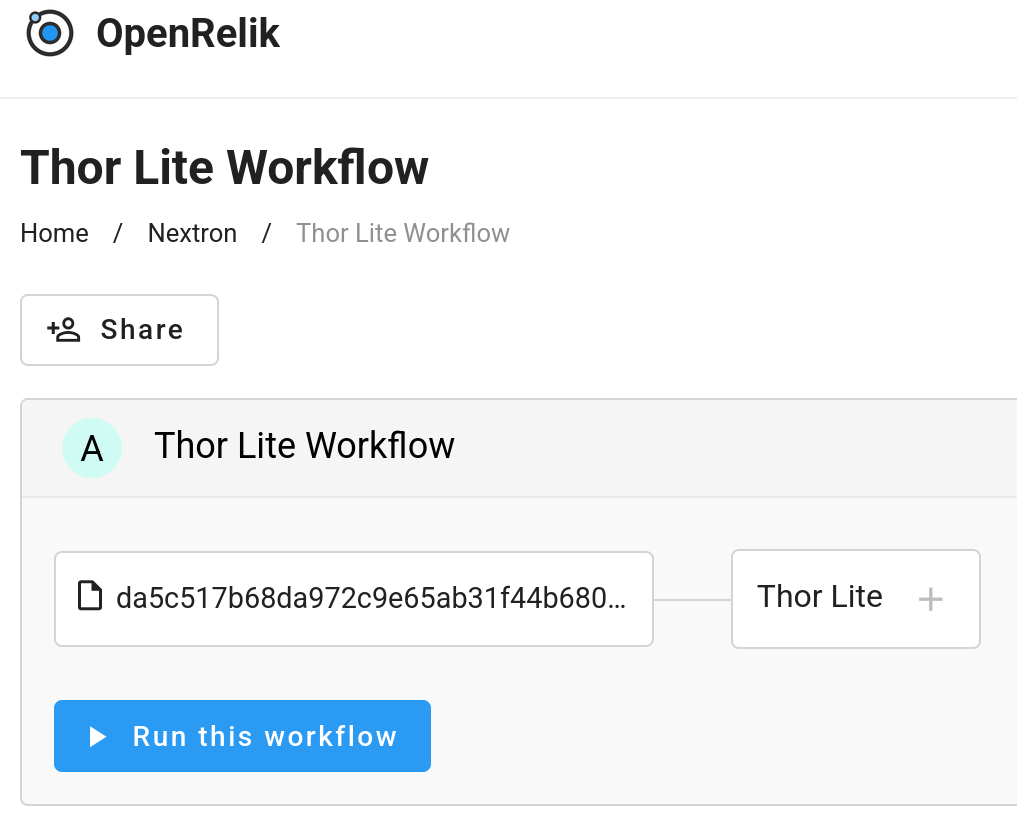 OpenRelik
Thor Lite Workflow
Home / Nextron / Thor Lite Workflow
Share
A Thor Lite Workflow
da5c517b68da972c9e65ab31f44b680... Thor Lite +
Run this workflow